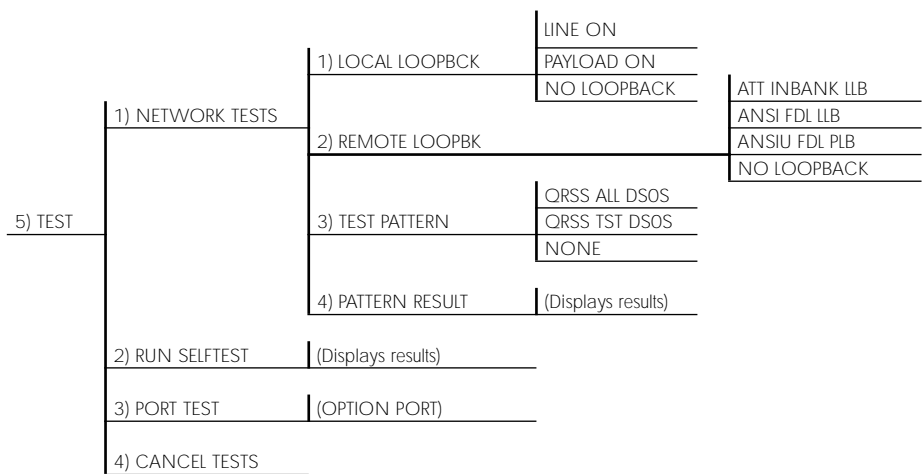 5) TEST
1) NETWORK TESTS
1) LOCAL LOOPBCK
LINE ON
PAYLOAD ON
NO LOOPBACK
2) REMOTE LOOPBK
ATT INBANK LLB
ANSI FDL LLB
ANSIU FDL PLB
NO LOOPBACK
3) TEST PATTERN
QRSS ALL DS0S
QRSS TST DS0S
NONE
4) PATTERN RESULT
(Displays results)
2) RUN SELFTEST
(Displays results)
3) PORT TEST
(OPTION PORT)
4) CANCEL TESTS